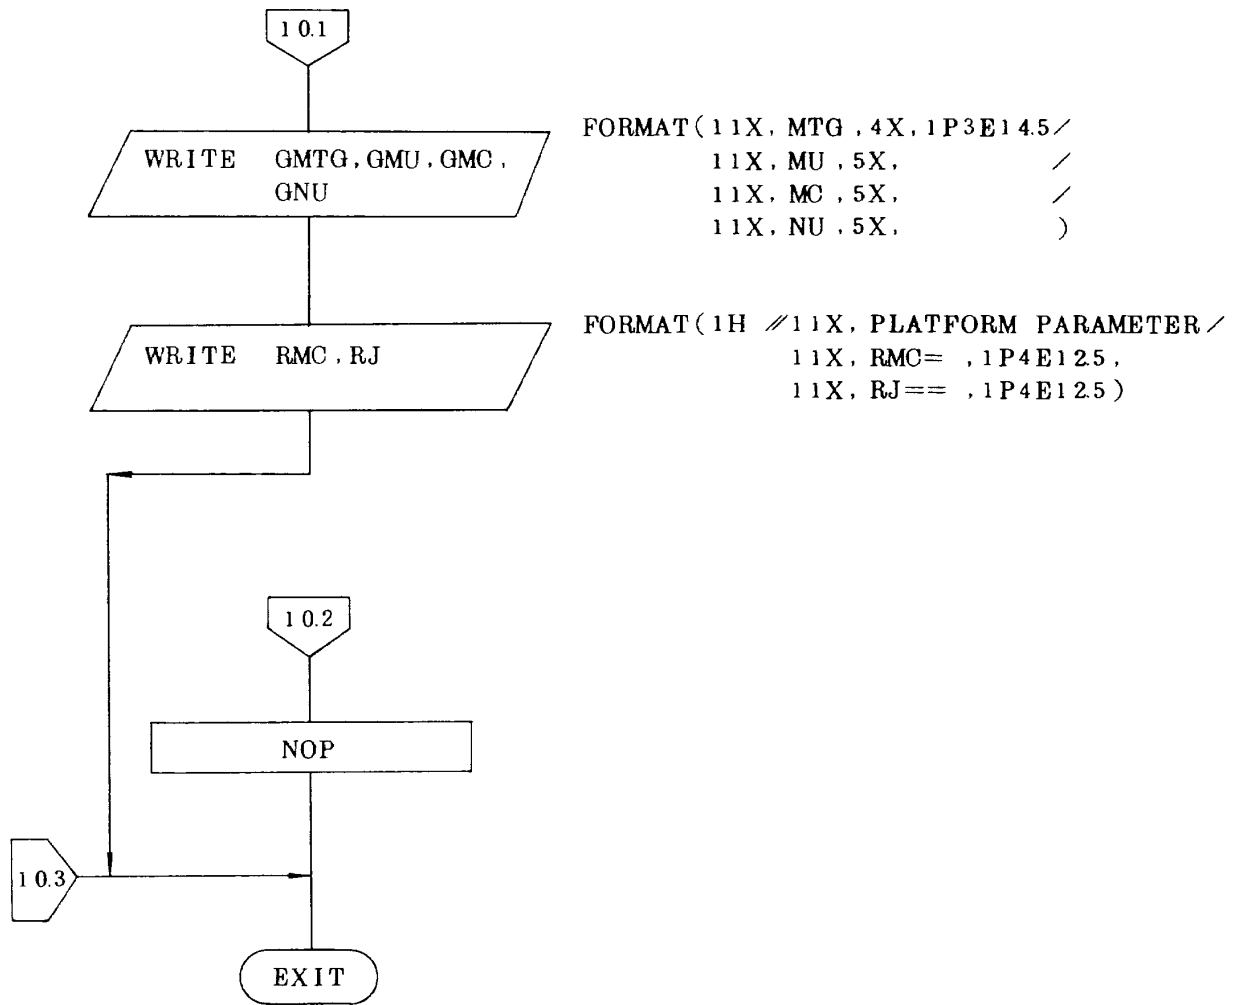 10.1
WRITE GMTG, GMU, GMC,
GNU
FORMAT(11X, MTG ,4X,1P3E14.5/
11X, MU ,5X, /
11X, MC ,5X, /
11X, NU ,5X, )
WRITE RMC, RJ
FORMAT(1H //11X, PLATFORM PARAMETER/
11X, RMC= ,1P4E12.5,
11X, RJ== ,1P4E12.5)
10.2
NOP
10.3
EXIT